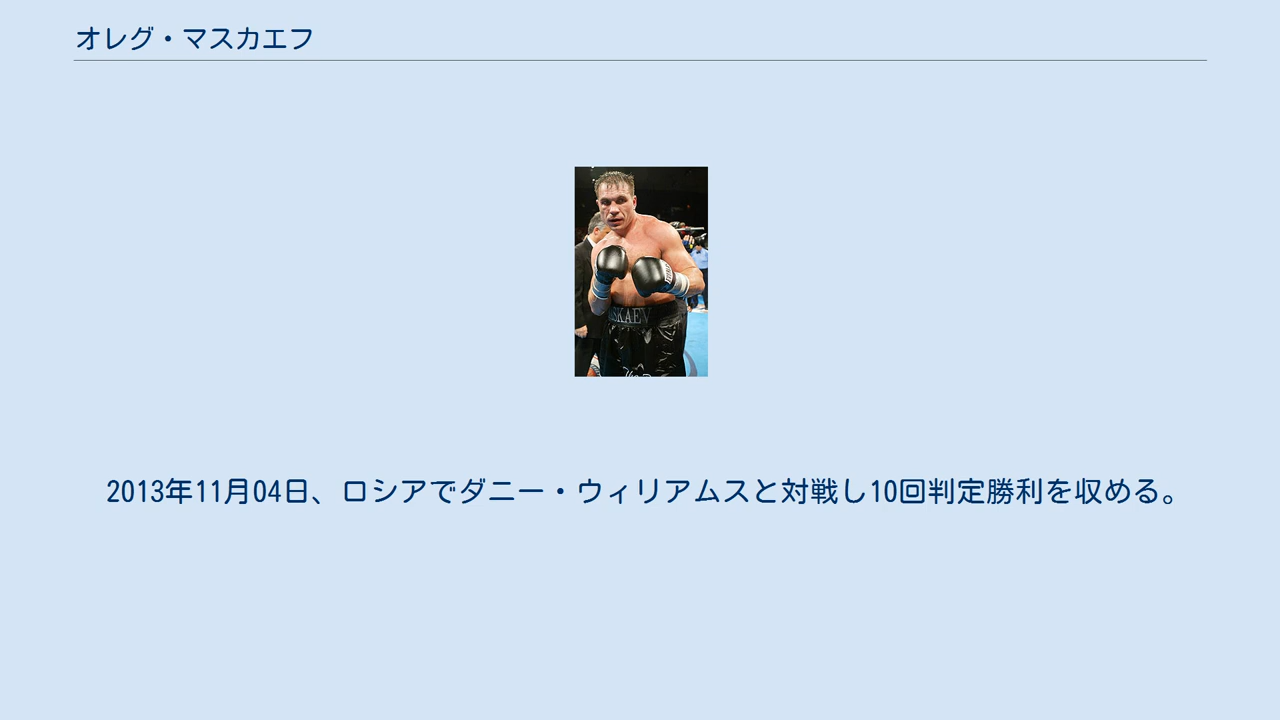 オレグ・マスカエフ
SKAEV
2013年11月04日、ロシアでダニー・ウィリアムスと対戦し10回判定勝利を収める。